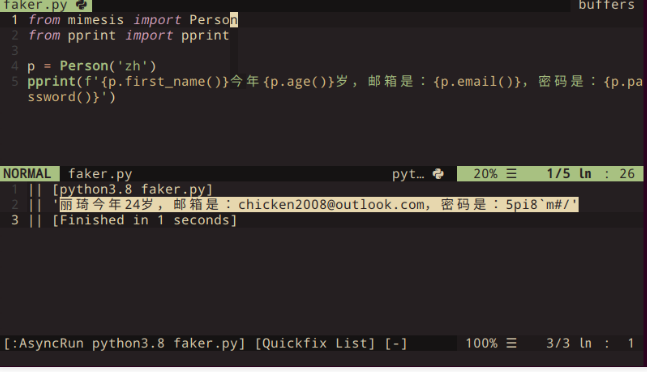 faker.py buffers
1 from mimesis import Person
2 from pprint import pprint
3
4 p = Person('zh')
5 pprint(f'{p.first_name()}今年{p.age()}岁，邮箱是：{p.email()}，密码是：{p.pa
ssword()}')
NORMAL faker.py pyt… 20% ☰ 1/5 ln : 26
1 || [python3.8 faker.py]
2 || '丽琦今年24岁，邮箱是：chicken2008@outlook.com，密码是：5pi8`m#/'
3 || [Finished in 1 seconds]
[:AsyncRun python3.8 faker.py] [Quickfix List] [-] 100% ☰ 3/3 ln : 1